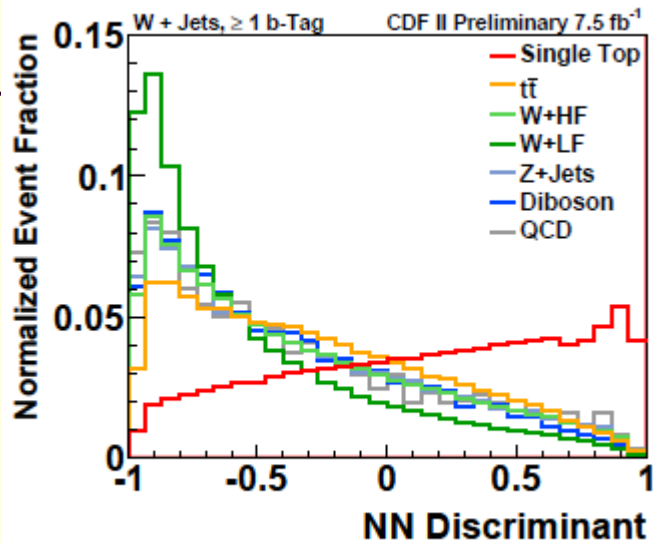 W + Jets, ≥ 1 b-Tag CDF II Preliminary 7.5 fb⁻¹
0.15
0.1
0.05
0
Normalized Event Fraction
Single Top
tt̄
W+HF
W+LF
Z+Jets
Diboson
QCD
-1 -0.5 0 0.5 1
NN Discriminant